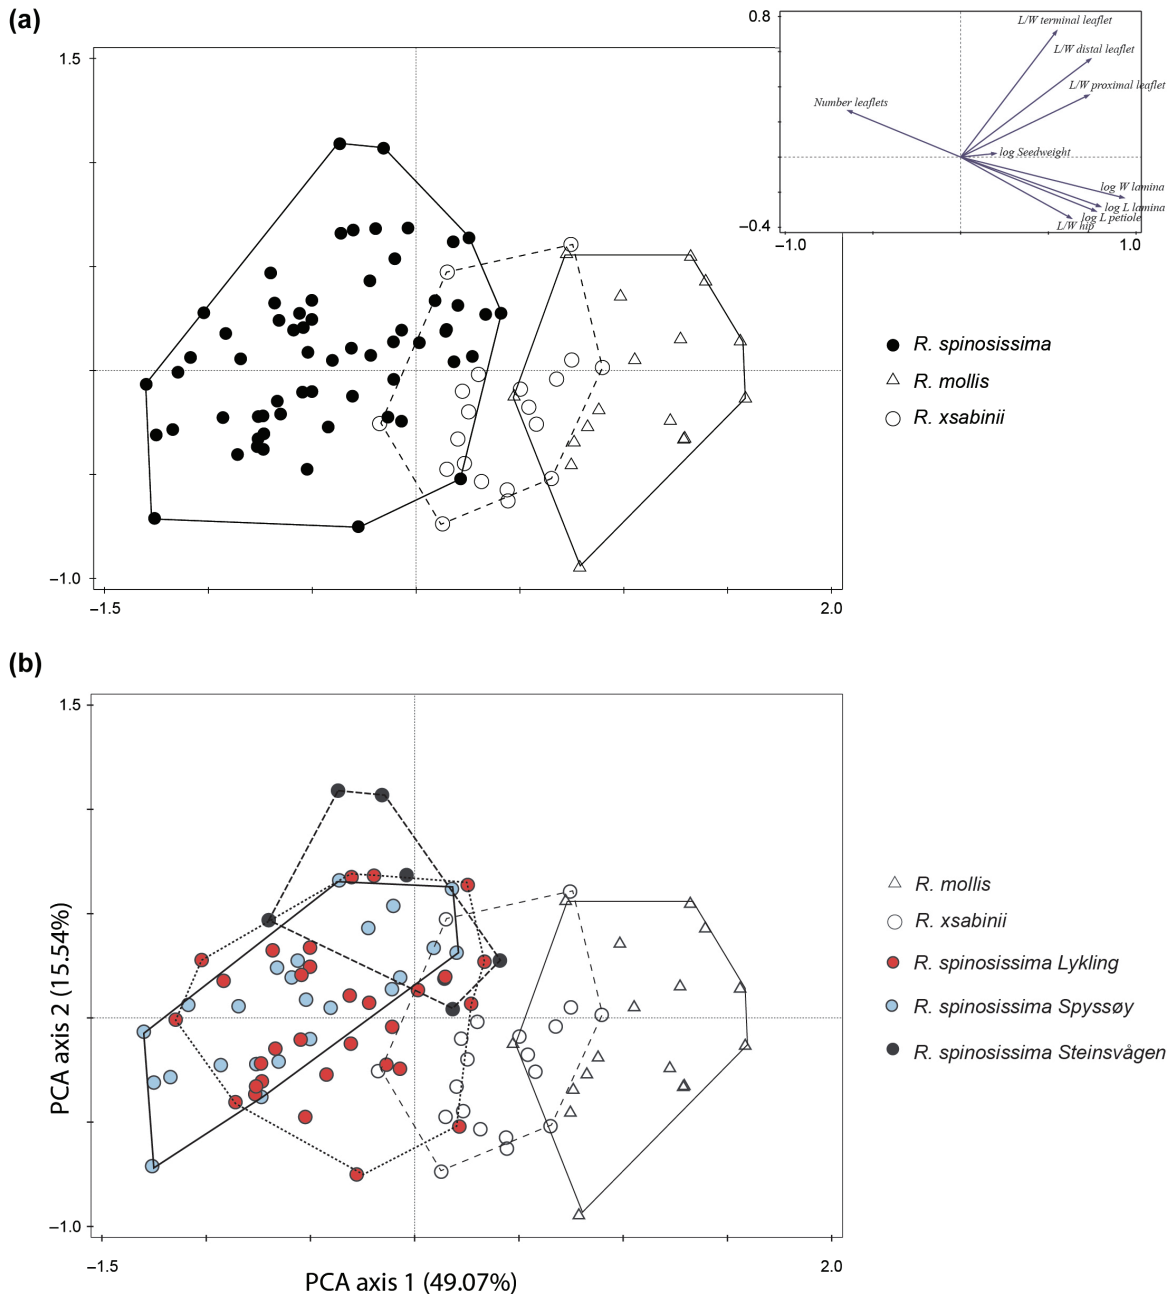 (a)
0.8
L/W terminal leaflet
L/W distal leaflet
1.5
L/W proximal leaflet
Number leaflets
log Seedweight
log W lamina
log L lamina
log L petiole
L/W hip
−0.4
−1.0
1.0
R. spinosissima
R. mollis
R. xsabinii
−1.0
−1.5
2.0
(b)
1.5
R. mollis
R. xsabinii
R. spinosissima Lykling
R. spinosissima Spyssøy
R. spinosissima Steinsvågen
PCA axis 2 (15.54%)
−1.0
−1.5
2.0
PCA axis 1 (49.07%)